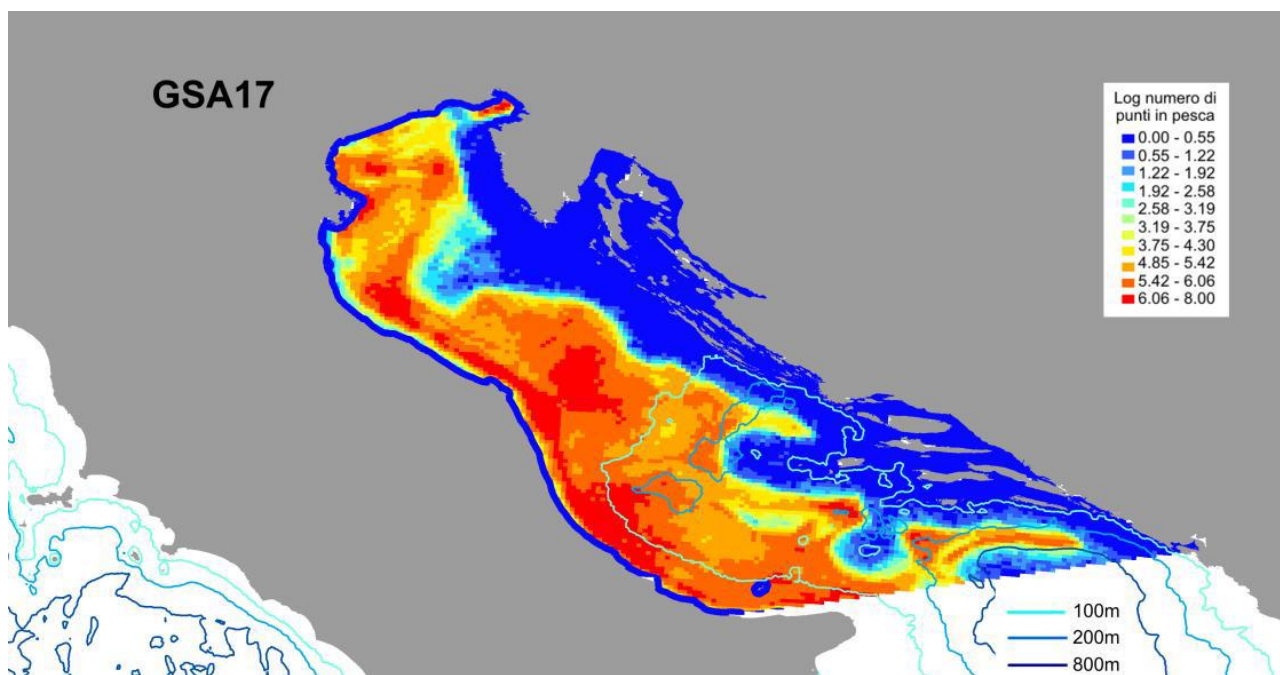 GSA17
Log numero di
punti in pesca
0.00 - 0.55
0.55 - 1.22
1.22 - 1.92
1.92 - 2.58
2.58 - 3.19
3.19 - 3.75
3.75 - 4.30
4.85 - 5.42
5.42 - 6.06
6.06 - 8.00
100m
200m
800m